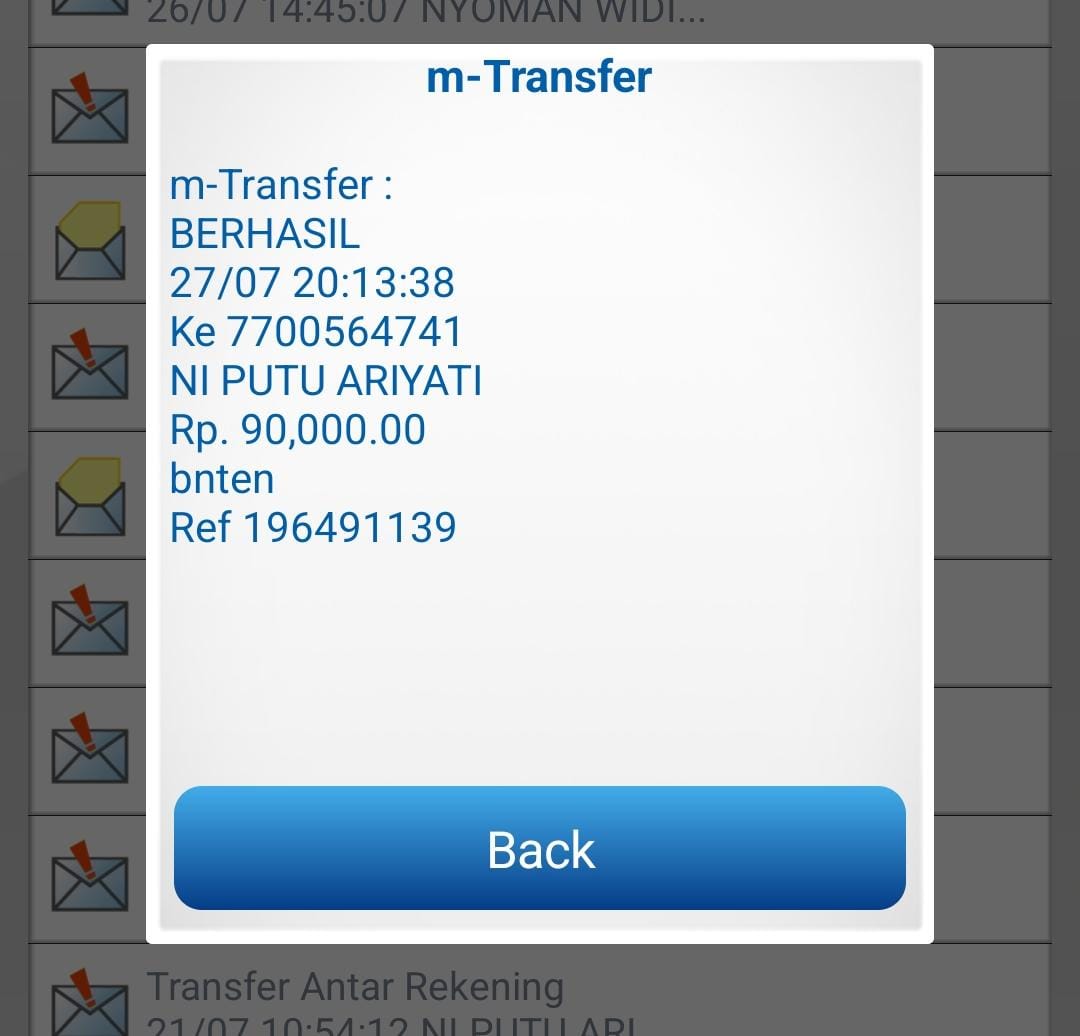 26/07 14:45:07 NYOMAN WIDI...
m-Transfer
m-Transfer :
BERHASIL
27/07 20:13:38
Ke 7700564741
NI PUTU ARIYATI
Rp. 90,000.00
bnten
Ref 196491139
Back
Transfer Antar Rekening
21/07 10:54:12 NI PUTU ARI